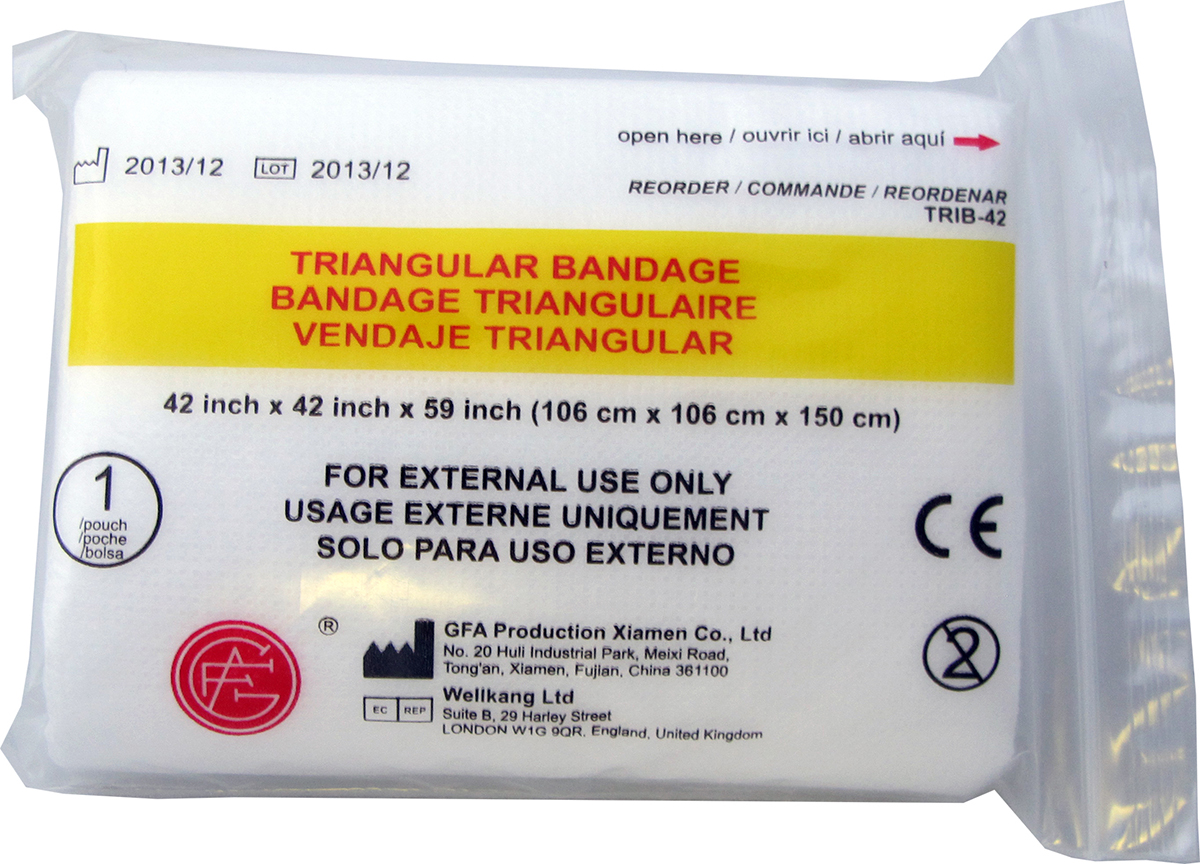 open here / ouvrir ici / abrir aquí
2013/12 LOT 2013/12
REORDER / COMMANDE / REORDENAR
TRIB-42
TRIANGULAR BANDAGE
BANDAGE TRIANGULAIRE
VENDAJE TRIANGULAR
42 inch x 42 inch x 59 inch (106 cm x 106 cm x 150 cm)
1
/pouch
/poche
/bolsa
FOR EXTERNAL USE ONLY
USAGE EXTERNE UNIQUEMENT
SOLO PARA USO EXTERNO
CE
GFA
®
GFA Production Xiamen Co., Ltd
No. 20 Huli Industrial Park, Meixi Road,
Tong'an, Xiamen, Fujian, China 361100
EC REP
Wellkang Ltd
Suite B, 29 Harley Street
LONDON W1G 9QR, England, United Kingdom
2